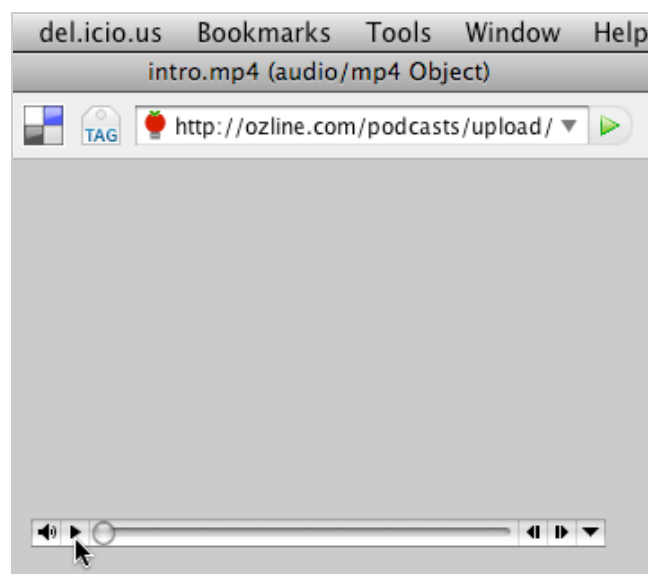 del.icio.us Bookmarks Tools Window Help
intro.mp4 (audio/mp4 Object)
TAG http://ozline.com/podcasts/upload/